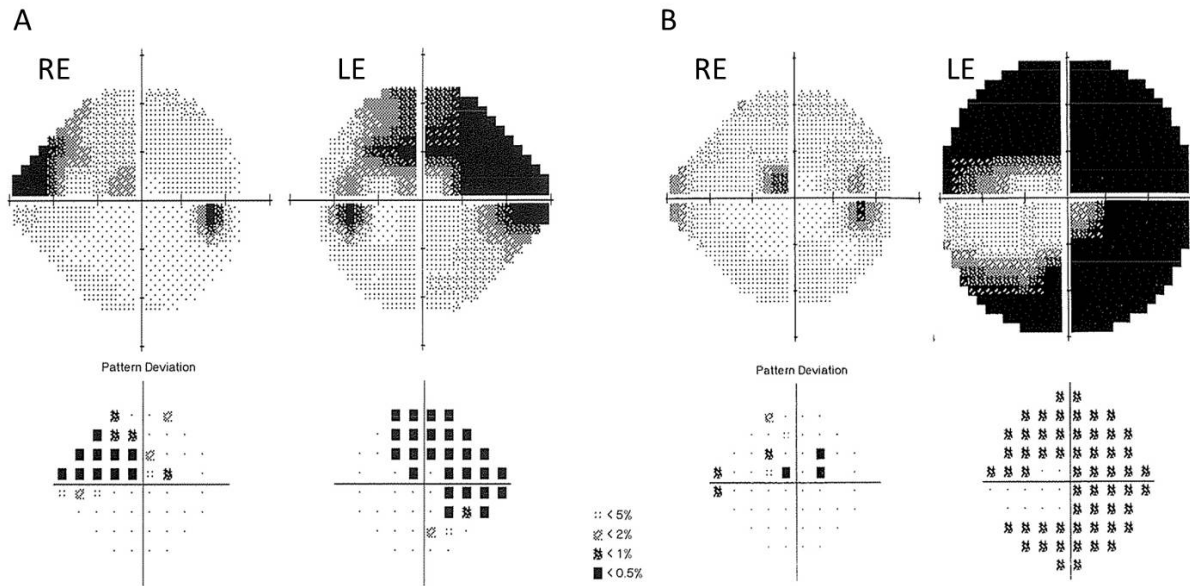 A
RE
LE
Pattern Deviation
B
RE
LE
Pattern Deviation
< 5%
< 2%
< 1%
< 0.5%